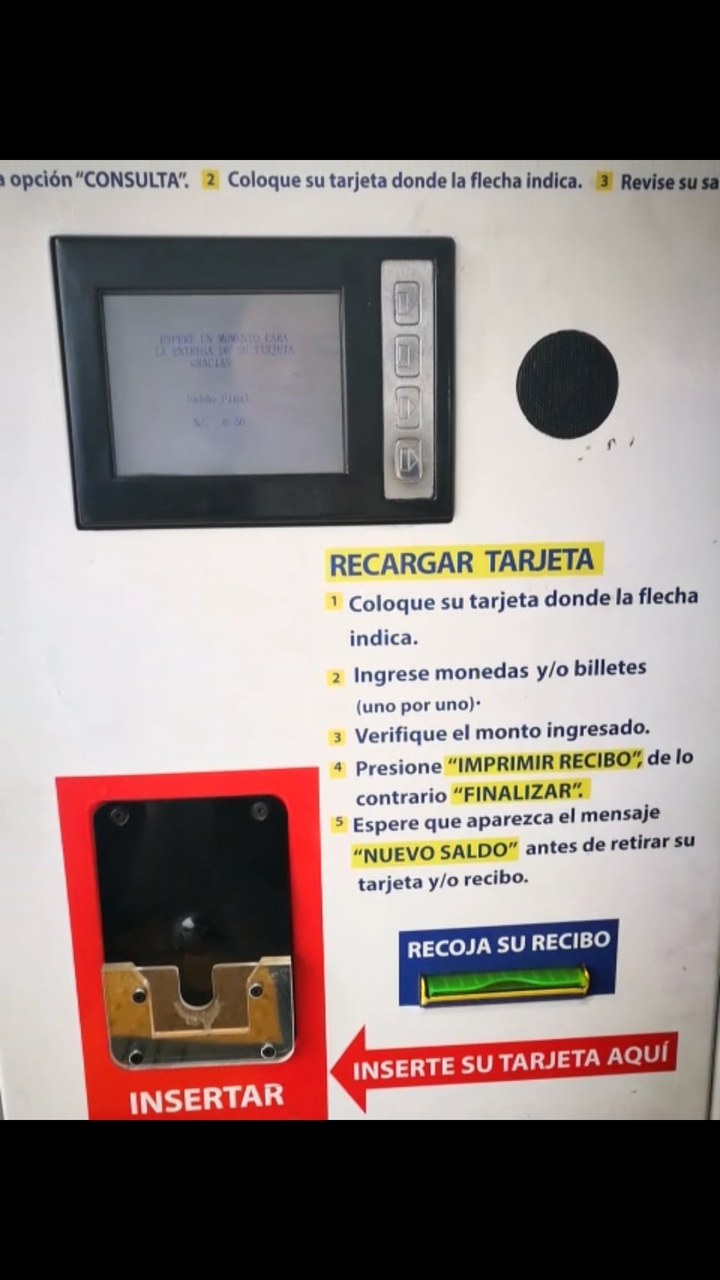 a opción “CONSULTA”. 2 Coloque su tarjeta donde la flecha indica. 3 Revise su sa
ESPERE UN MOMENTO PARA
LA ENTREGA DE SU TARJETA
GRACIAS
Saldo Final
S/. 0.50
RECARGAR TARJETA
1 Coloque su tarjeta donde la flecha
indica.
2 Ingrese monedas y/o billetes
(uno por uno).
3 Verifique el monto ingresado.
4 Presione “IMPRIMIR RECIBO”, de lo
contrario “FINALIZAR”.
5 Espere que aparezca el mensaje
“NUEVO SALDO” antes de retirar su
tarjeta y/o recibo.
RECOJA SU RECIBO
INSERTE SU TARJETA AQUÍ
INSERTAR